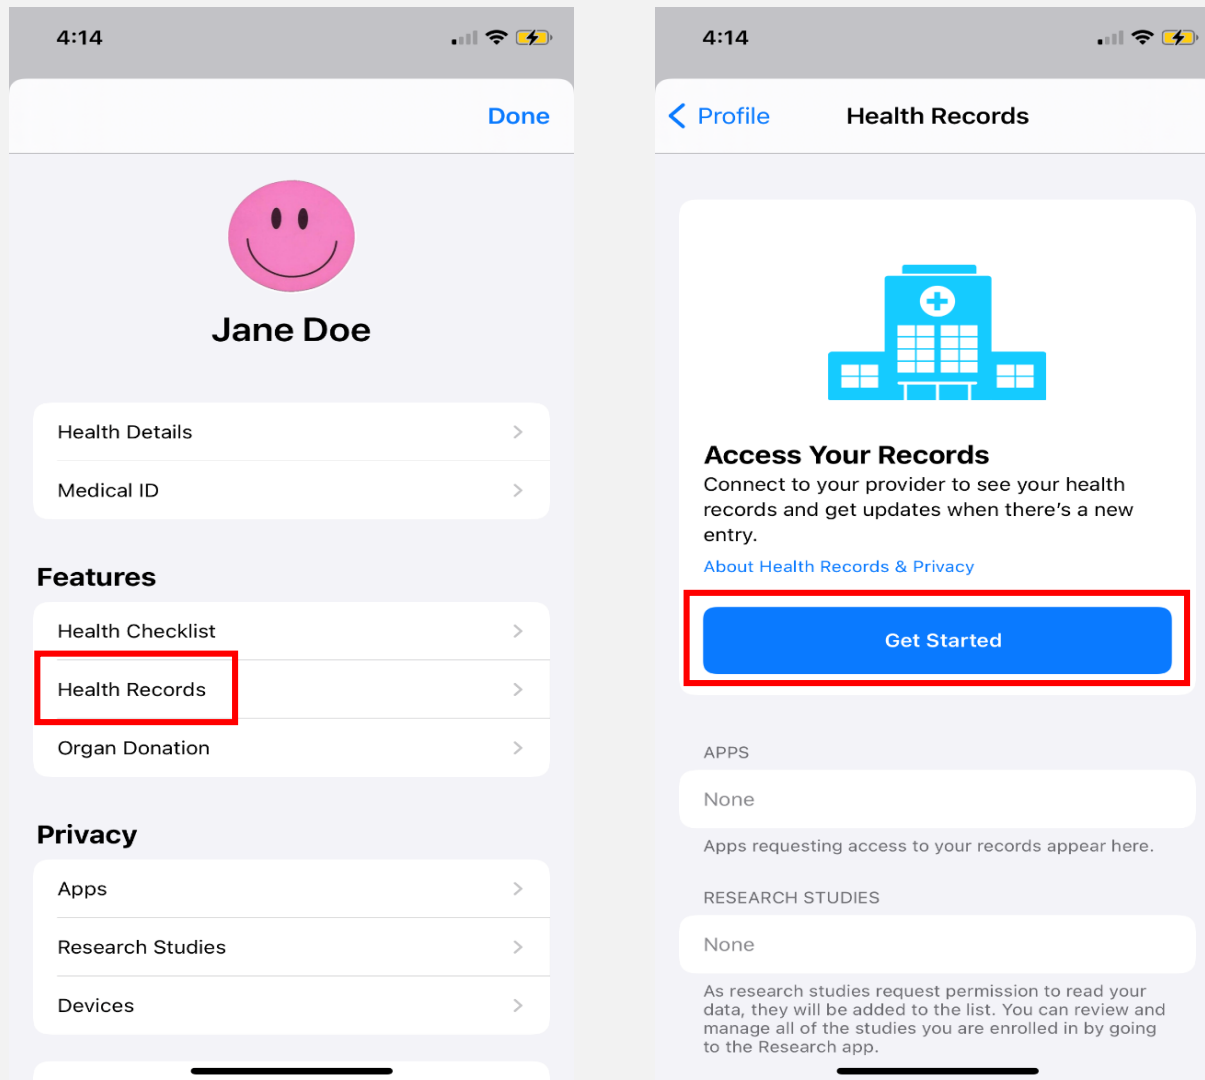 4:14
Done
Jane Doe
Health Details
Medical ID
Features
Health Checklist
Health Records
Organ Donation
Privacy
Apps
Research Studies
Devices
4:14
Profile
Health Records
Access Your Records
Connect to your provider to see your health
records and get updates when there's a new
entry.
About Health Records & Privacy
Get Started
APPS
None
Apps requesting access to your records appear here.
RESEARCH STUDIES
None
As research studies request permission to read your
data, they will be added to the list. You can review and
manage all of the studies you are enrolled in by going
to the Research app.